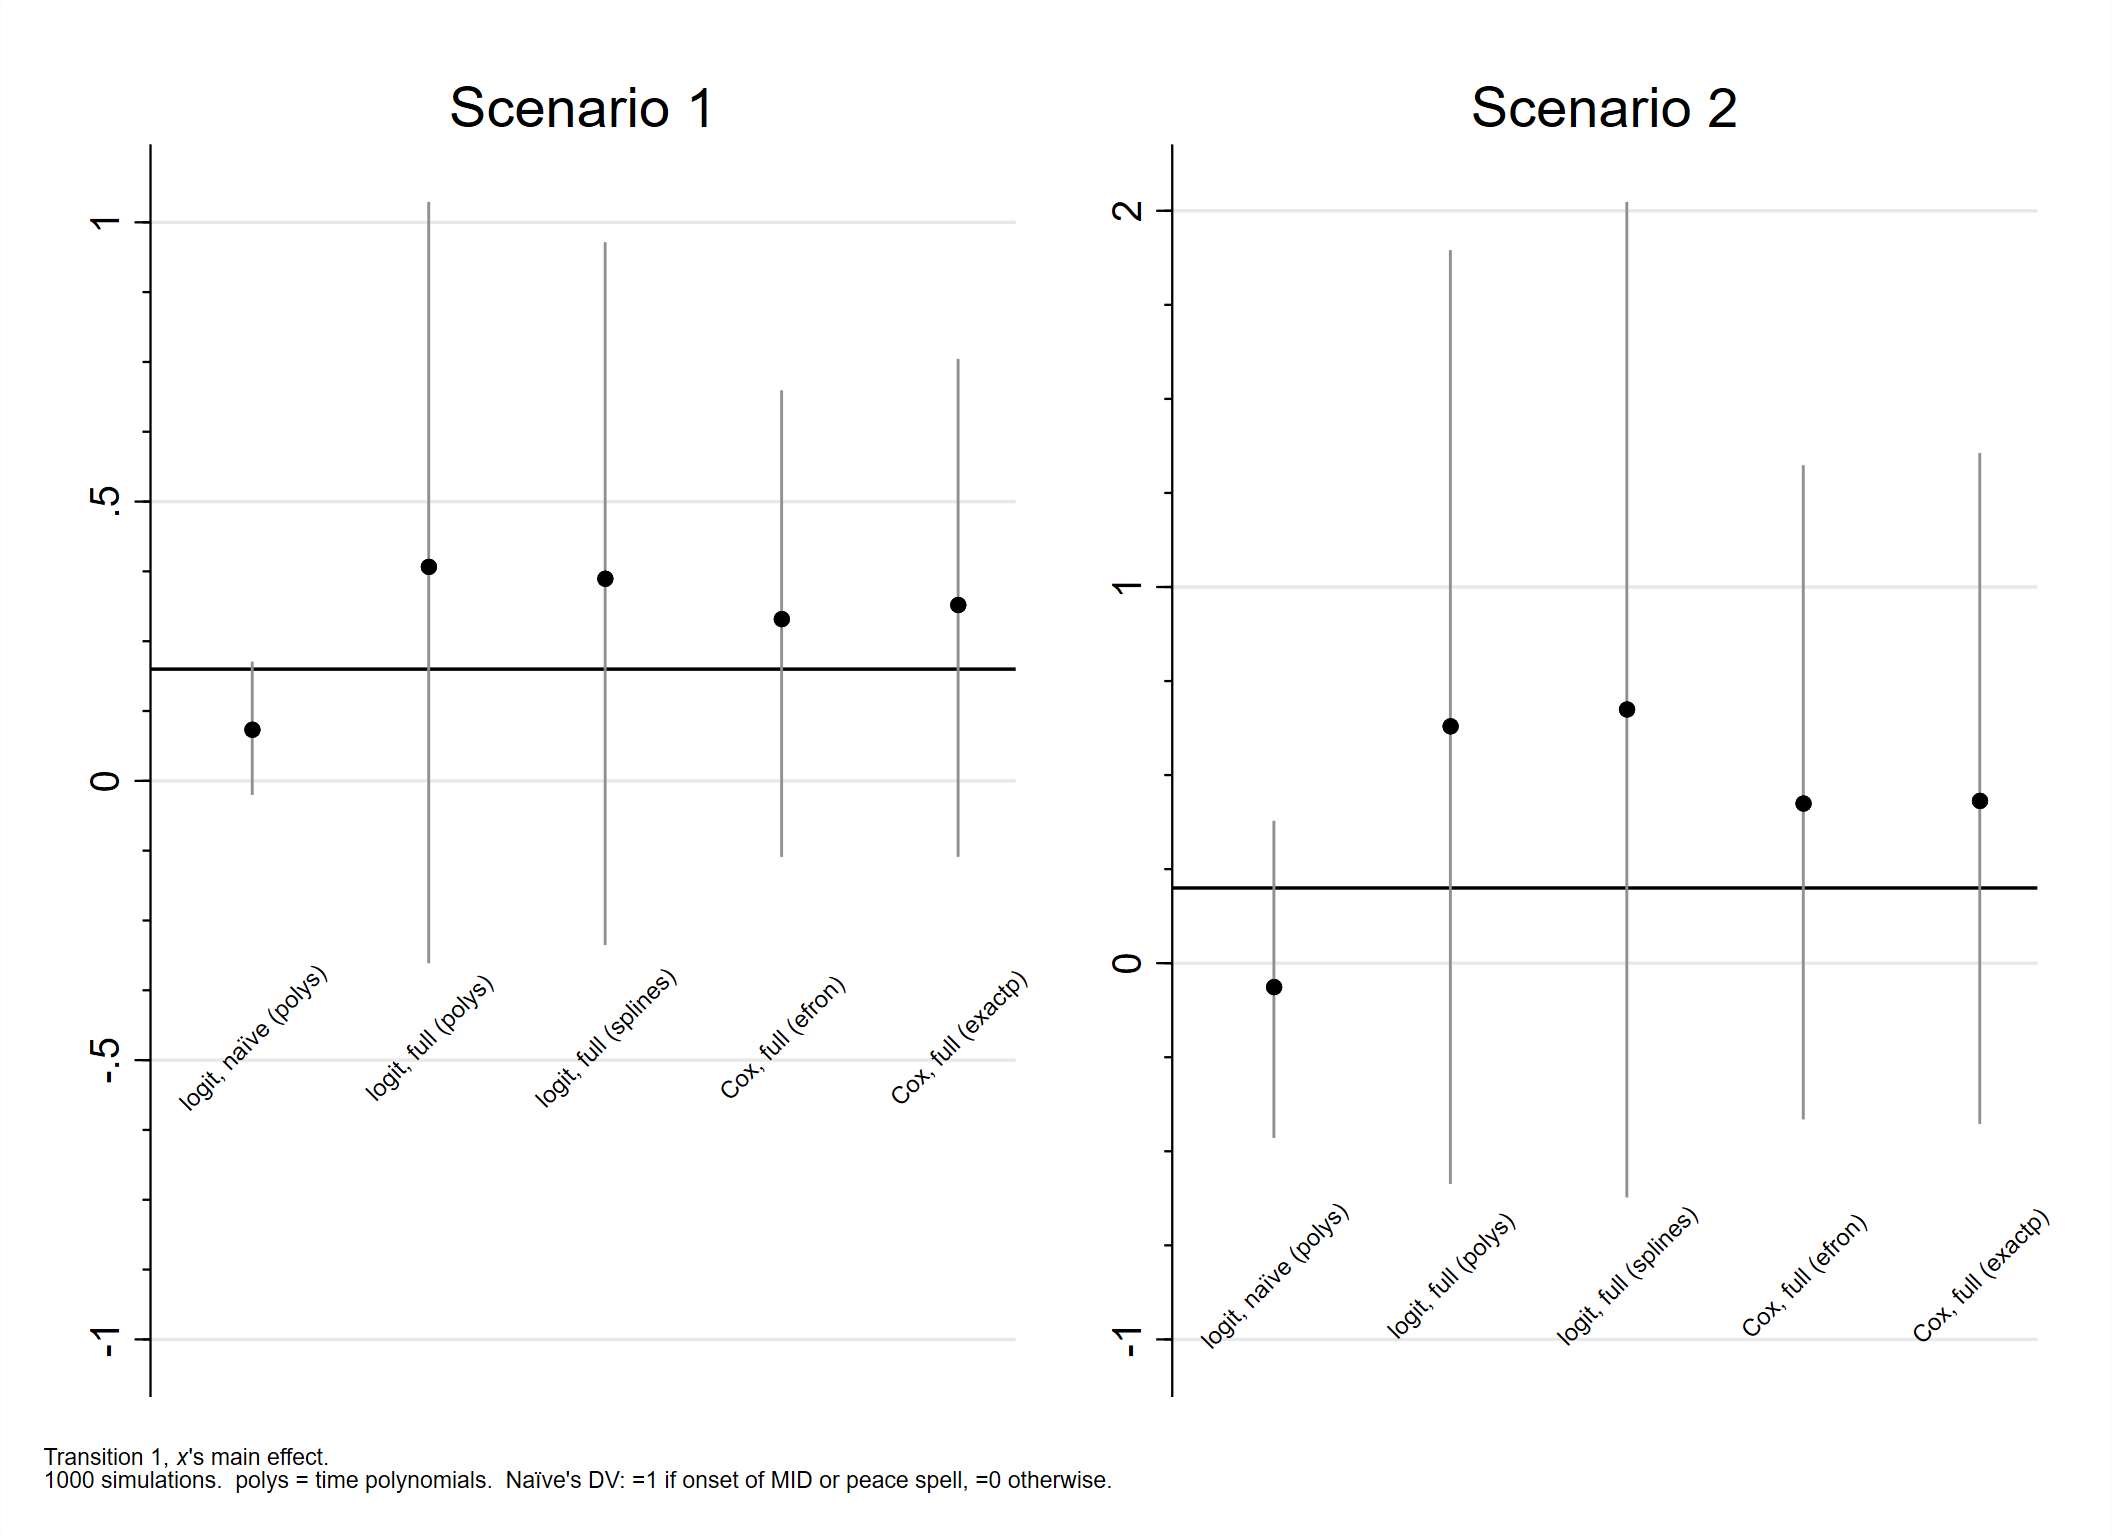 Scenario 1
1
.5
0
-.5
-1
logit, naïve (polys)
logit, full (polys)
logit, full (splines)
Cox, full (efron)
Cox, full (exactp)
Scenario 2
2
1
0
-1
logit, naïve (polys)
logit, full (polys)
logit, full (splines)
Cox, full (efron)
Cox, full (exactp)
Transition 1, x's main effect.
1000 simulations.  polys = time polynomials.  Naïve's DV: =1 if onset of MID or peace spell, =0 otherwise.